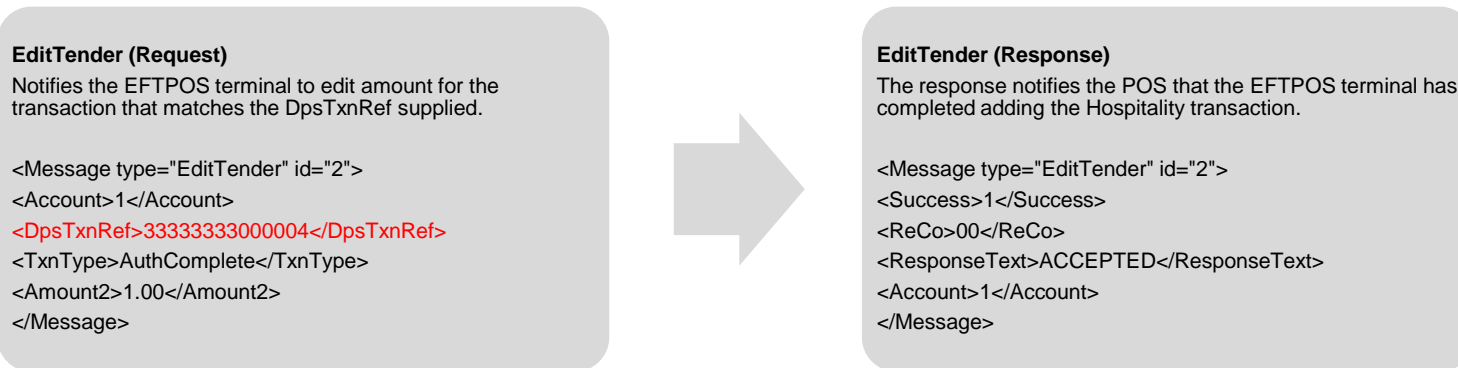 EditTender (Request)
Notifies the EFTPOS terminal to edit amount for the
transaction that matches the DpsTxnRef supplied.
<Message type="EditTender" id="2">
<Account>1</Account>
<DpsTxnRef>33333333000004</DpsTxnRef>
<TxnType>AuthComplete</TxnType>
<Amount2>1.00</Amount2>
</Message>
EditTender (Response)
The response notifies the POS that the EFTPOS terminal has
completed adding the Hospitality transaction.
<Message type="EditTender" id="2">
<Success>1</Success>
<ReCo>00</ReCo>
<ResponseText>ACCEPTED</ResponseText>
<Account>1</Account>
</Message>